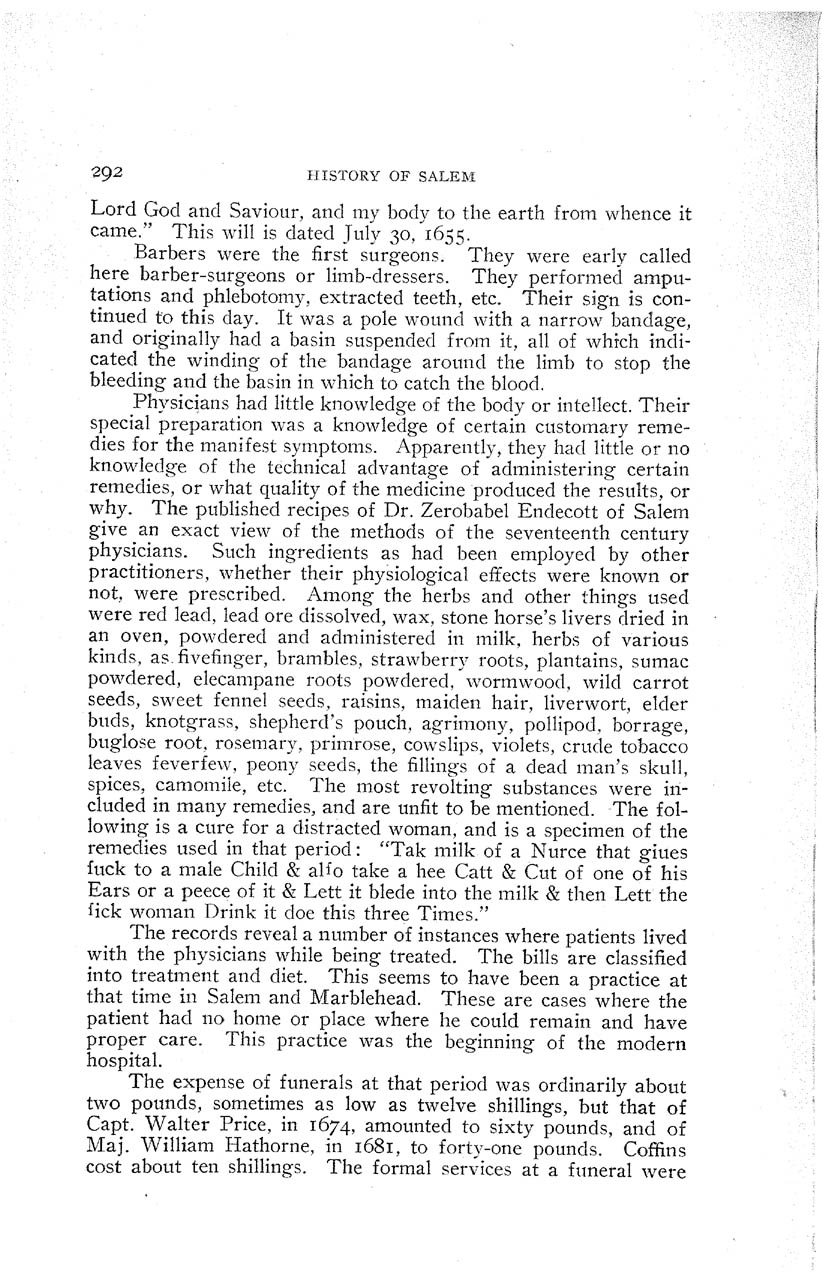 292 HISTORY OF SALEM
Lord God and Saviour, and my body to the earth from whence it
came." This will is dated July 30, 1655.
Barbers were the first surgeons. They were early called
here barber-surgeons or limb-dressers. They performed ampu-
tations and phlebotomy, extracted teeth, etc. Their sign is con-
tinued to this day. It was a pole wound with a narrow bandage,
and originally had a basin suspended from it, all of which indi-
cated the winding of the bandage around the limb to stop the
bleeding and the basin in which to catch the blood.
Physicians had little knowledge of the body or intellect. Their
special preparation was a knowledge of certain customary reme-
dies for the manifest symptoms. Apparently, they had little or no
knowledge of the technical advantage of administering certain
remedies, or what quality of the medicine produced the results, or
why. The published recipes of Dr. Zerobabel Endecott of Salem
give an exact view of the methods of the seventeenth century
physicians. Such ingredients as had been employed by other
practitioners, whether their physiological effects were known or
not, were prescribed. Among the herbs and other things used
were red lead, lead ore dissolved, wax, stone horse's livers dried in
an oven, powdered and administered in milk, herbs of various
kinds, as fivefinger, brambles, strawberry roots, plantains, sumac
powdered, elecampane roots powdered, wormwood, wild carrot
seeds, sweet fennel seeds, raisins, maiden hair, liverwort, elder
buds, knotgrass, shepherd's pouch, agrimony, pollipod, borrage,
buglose root, rosemary, primrose, cowslips, violets, crude tobacco
leaves feverfew, peony seeds, the fillings of a dead man's skull,
spices, camomile, etc. The most revolting substances were in-
cluded in many remedies, and are unfit to be mentioned. The fol-
lowing is a cure for a distracted woman, and is a specimen of the
remedies used in that period: "Tak milk of a Nurce that giues
ſuck to a male Child & alſo take a hee Catt & Cut of one of his
Ears or a peece of it & Lett it blede into the milk & then Lett the
ſick woman Drink it doe this three Times."
The records reveal a number of instances where patients lived
with the physicians while being treated. The bills are classified
into treatment and diet. This seems to have been a practice at
that time in Salem and Marblehead. These are cases where the
patient had no home or place where he could remain and have
proper care. This practice was the beginning of the modern
hospital.
The expense of funerals at that period was ordinarily about
two pounds, sometimes as low as twelve shillings, but that of
Capt. Walter Price, in 1674, amounted to sixty pounds, and of
Maj. William Hathorne, in 1681, to forty-one pounds. Coffins
cost about ten shillings. The formal services at a funeral were